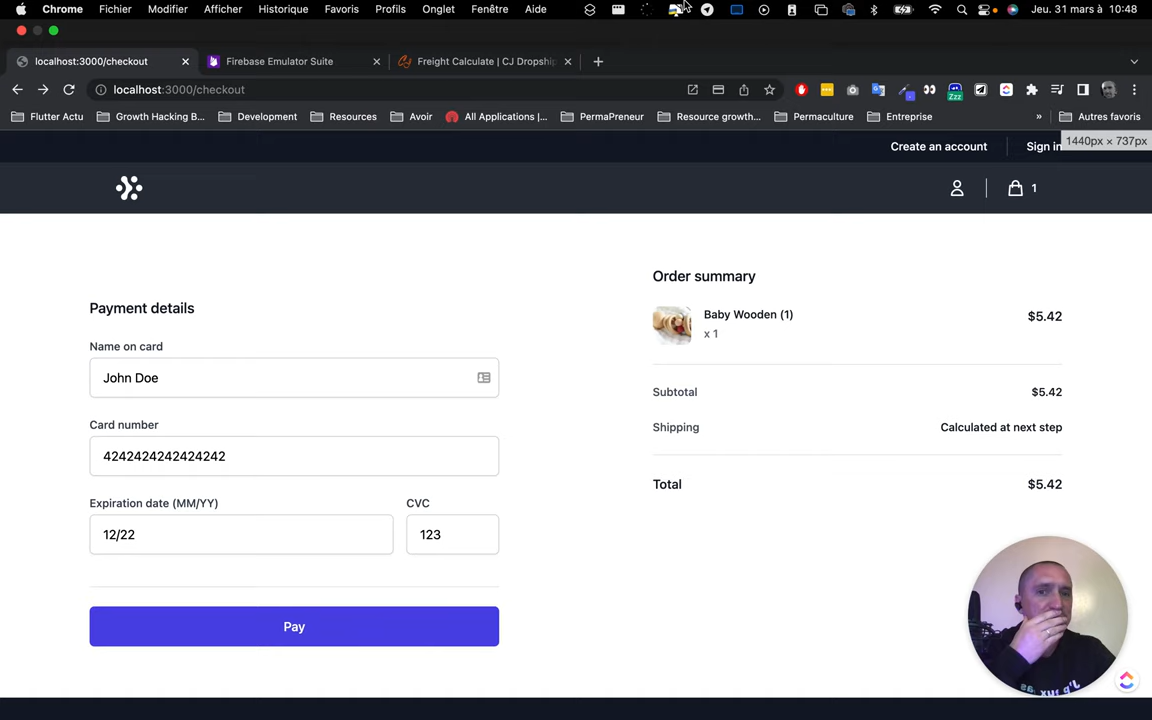 Chrome Fichier Modifier Afficher Historique Favoris Profils Onglet Fenêtre Aide Jeu. 31 mars à 10:48
localhost:3000/checkout Firebase Emulator Suite Freight Calculate | CJ Dropship
localhost:3000/checkout
Zzz
Flutter Actu Growth Hacking B... Development Resources Avoir All Applications |... PermaPreneur Resource growth... Permaculture Entreprise » Autres favoris
1440px × 737px
Create an account Sign in
1
Payment details
Name on card
John Doe
Card number
4242424242424242
Expiration date (MM/YY) CVC
12/22 123
Pay
Order summary
Baby Wooden (1) $5.42
x 1
Subtotal $5.42
Shipping Calculated at next step
Total $5.42